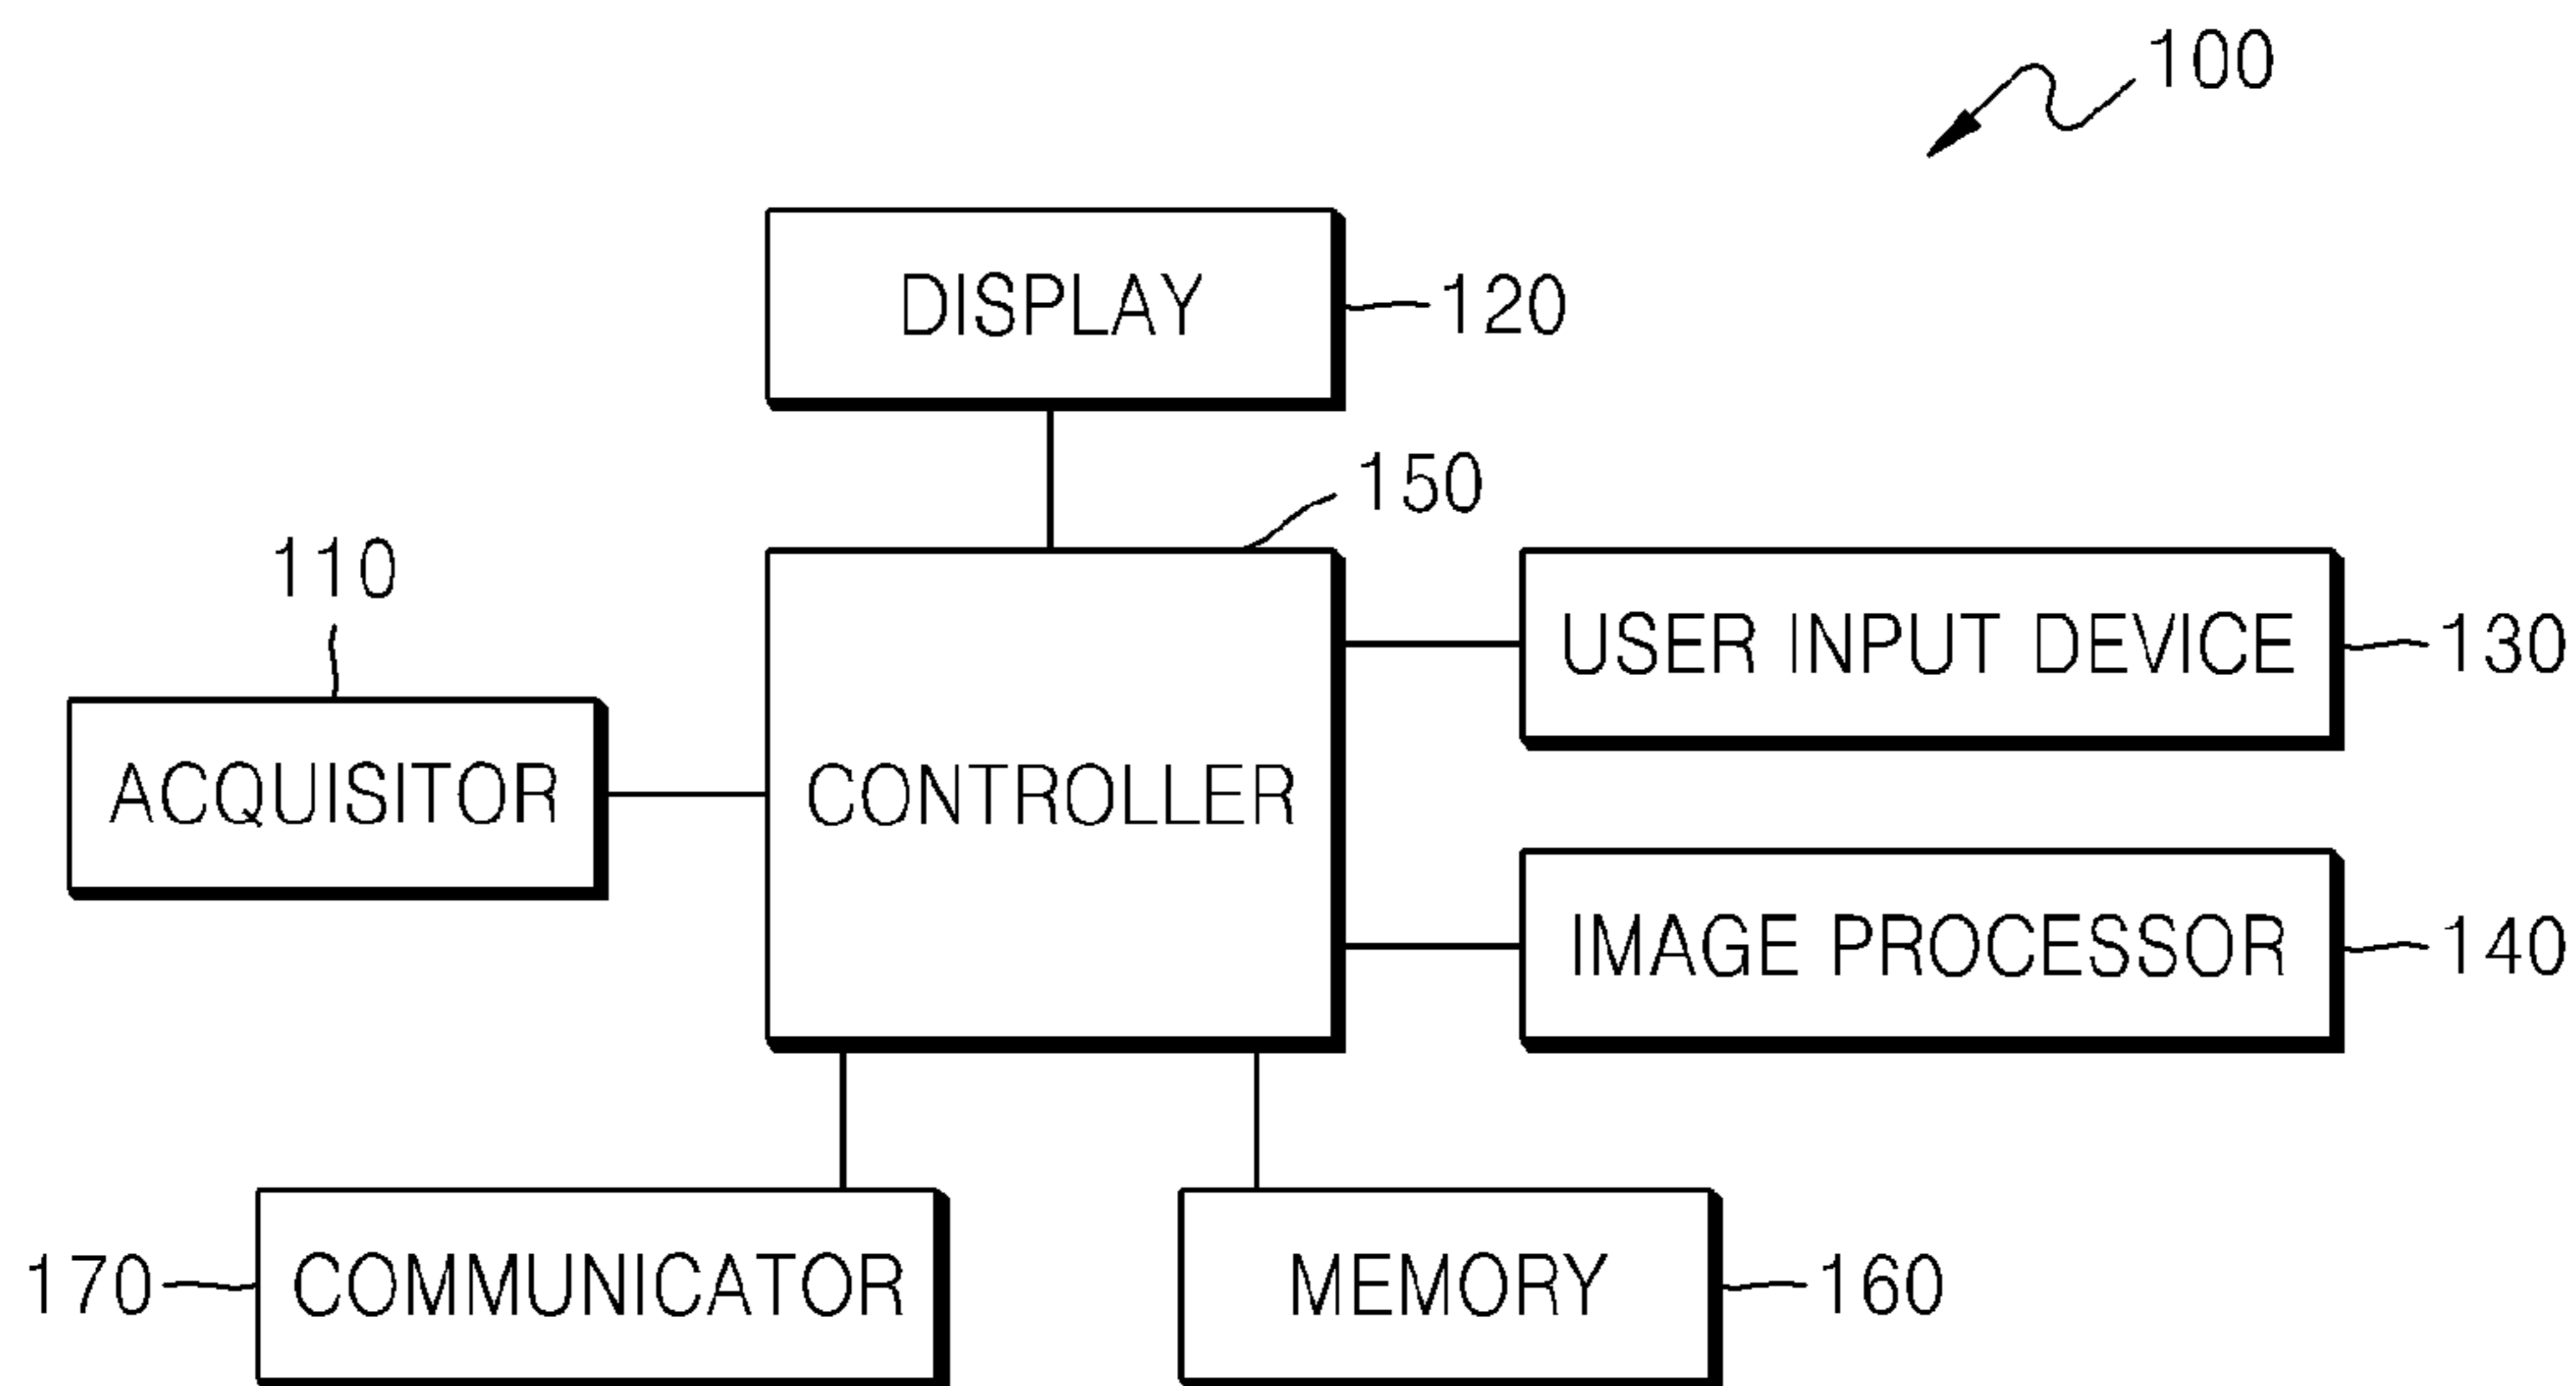 100
DISPLAY
120
150
110
USER INPUT DEVICE
130
ACQUISITOR
CONTROLLER
IMAGE PROCESSOR
140
170
COMMUNICATOR
MEMORY
160